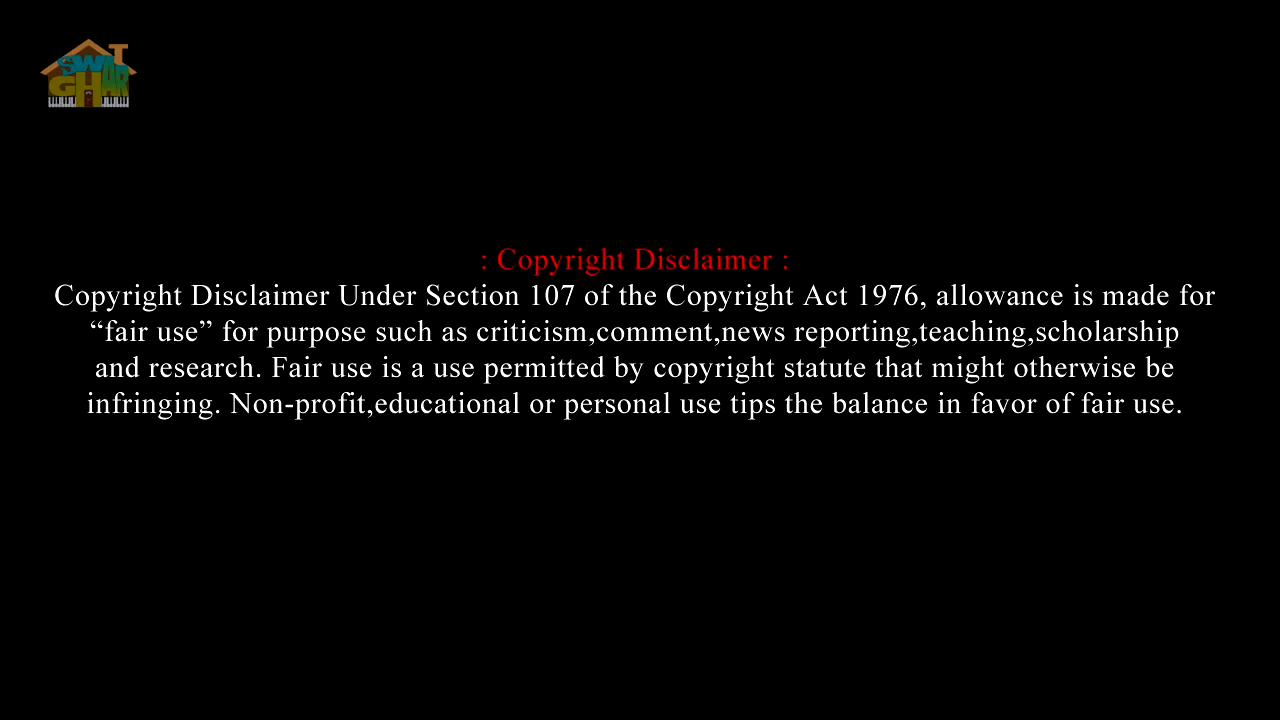 SWIT
GHAR
: Copyright Disclaimer :
Copyright Disclaimer Under Section 107 of the Copyright Act 1976, allowance is made for
“fair use” for purpose such as criticism,comment,news reporting,teaching,scholarship
and research. Fair use is a use permitted by copyright statute that might otherwise be
infringing. Non-profit,educational or personal use tips the balance in favor of fair use.